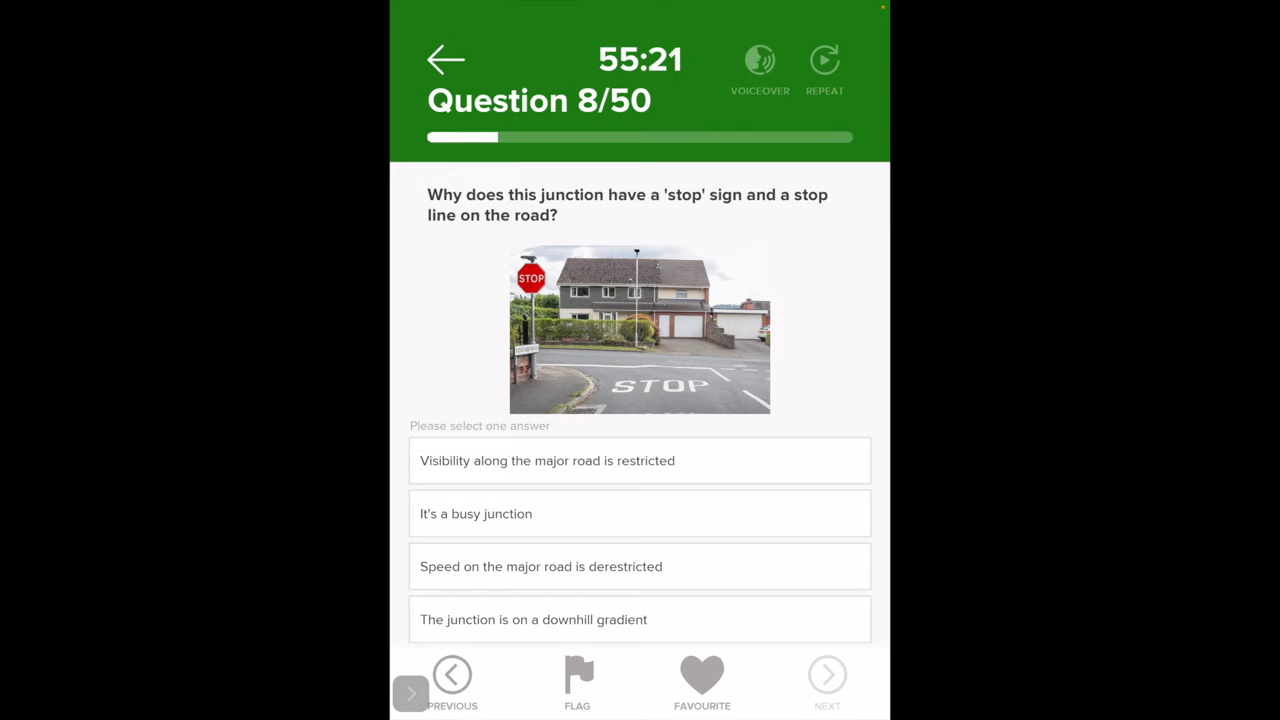 55:21
VOICEOVER
REPEAT
Question 8/50
Why does this junction have a 'stop' sign and a stop
line on the road?
STOP
STOP
Please select one answer
Visibility along the major road is restricted
It's a busy junction
Speed on the major road is derestricted
The junction is on a downhill gradient
PREVIOUS
FLAG
FAVOURITE
NEXT